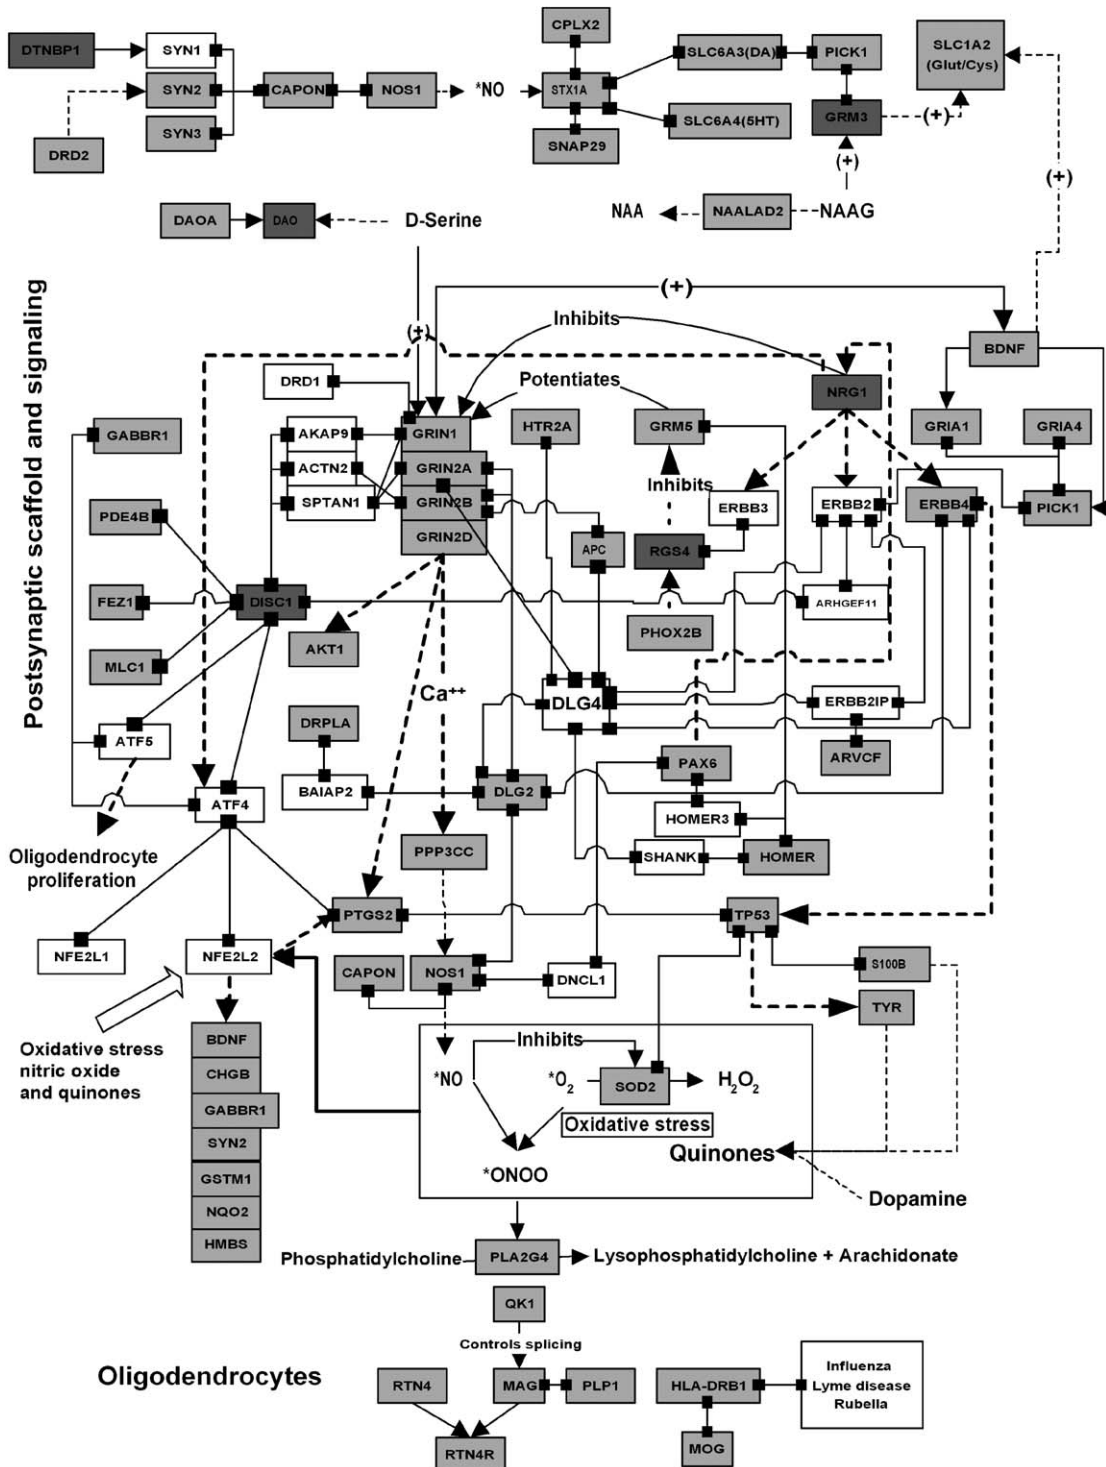 CPLX2
DTNBP1
SYN1
SLC6A3(DA)
PICK1
SLC1A2
(Glut/Cys)
SYN2
CAPON
NOS1
*NO
STX1A
GRM3
(+)
SYN3
SLC6A4(5HT)
DRD2
SNAP29
(+)
(+)
DAOA
DAO
D-Serine
NAA
NAALAD2
NAAG
Postsynaptic scaffold and signaling
(+)
Inhibits
(+)
BDNF
DRD1
Potentiates
NRG1
GABBR1
AKAP9
GRIN1
HTR2A
GRM5
GRIA1
GRIA4
ACTN2
GRIN2A
Inhibits
SPTAN1
GRIN2B
ERBB3
ERBB2
ERBB4
PICK1
PDE4B
GRIN2D
APC
RGS4
FEZ1
DISC1
ARHGEF11
AKT1
PHOX2B
MLC1
Ca++
DLG4
ERBB2IP
DRPLA
ATF5
PAX6
ARVCF
BAIAP2
DLG2
ATF4
HOMER3
Oligodendrocyte
proliferation
PPP3CC
SHANK
HOMER
PTGS2
TP53
NFE2L1
NFE2L2
CAPON
NOS1
DNCL1
S100B
TYR
Oxidative stress
nitric oxide
and quinones
BDNF
CHGB
GABBR1
SYN2
GSTM1
NQO2
HMBS
Inhibits
*NO
*O2
SOD2
H2O2
Oxidative stress
Quinones
*ONOO
Dopamine
Phosphatidylcholine
PLA2G4
Lysophosphatidylcholine + Arachidonate
QK1
Controls splicing
Oligodendrocytes
RTN4
MAG
PLP1
HLA-DRB1
Influenza
Lyme disease
Rubella
RTN4R
MOG